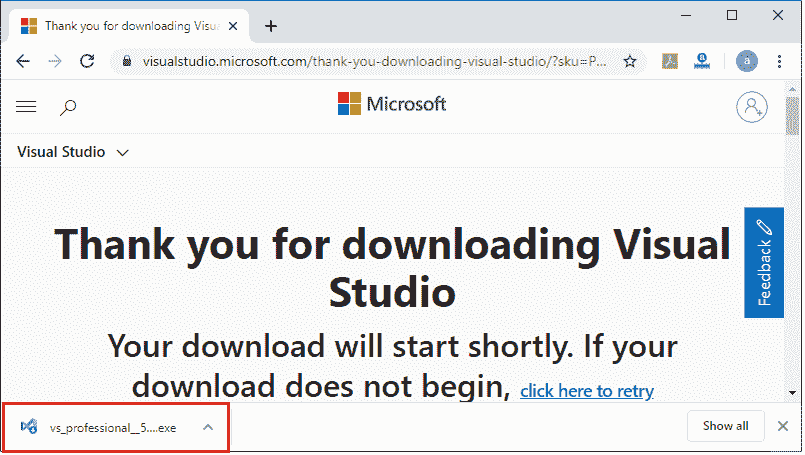 Thank you for downloading Visua
visualstudio.microsoft.com/thank-you-downloading-visual-studio/?sku=P...
a
Microsoft
Visual Studio
Thank you for downloading Visual
Studio
Feedback
Your download will start shortly. If your
download does not begin, click here to retry
vs_professional__5....exe
Show all